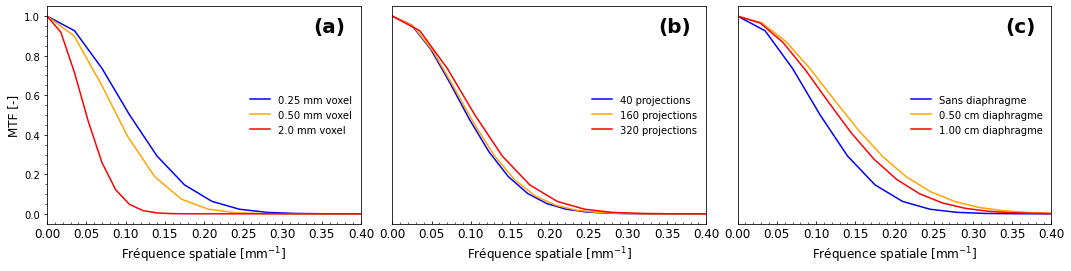 (a) (b) (c)
1.0
0.8
0.6
0.4
0.2
0.0
MTF [-]
0.25 mm voxel
0.50 mm voxel
2.0 mm voxel
40 projections
160 projections
320 projections
Sans diaphragme
0.50 cm diaphragme
1.00 cm diaphragme
0.00 0.05 0.10 0.15 0.20 0.25 0.30 0.35 0.40
0.00 0.05 0.10 0.15 0.20 0.25 0.30 0.35 0.40
0.00 0.05 0.10 0.15 0.20 0.25 0.30 0.35 0.40
Fréquence spatiale [mm⁻¹]
Fréquence spatiale [mm⁻¹]
Fréquence spatiale [mm⁻¹]